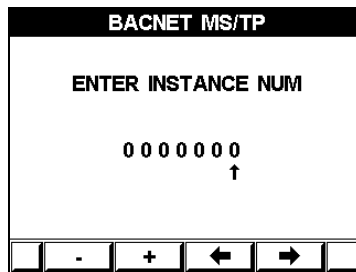 BACNET MS/TP
ENTER INSTANCE NUM
0000000
↑
- + ← →